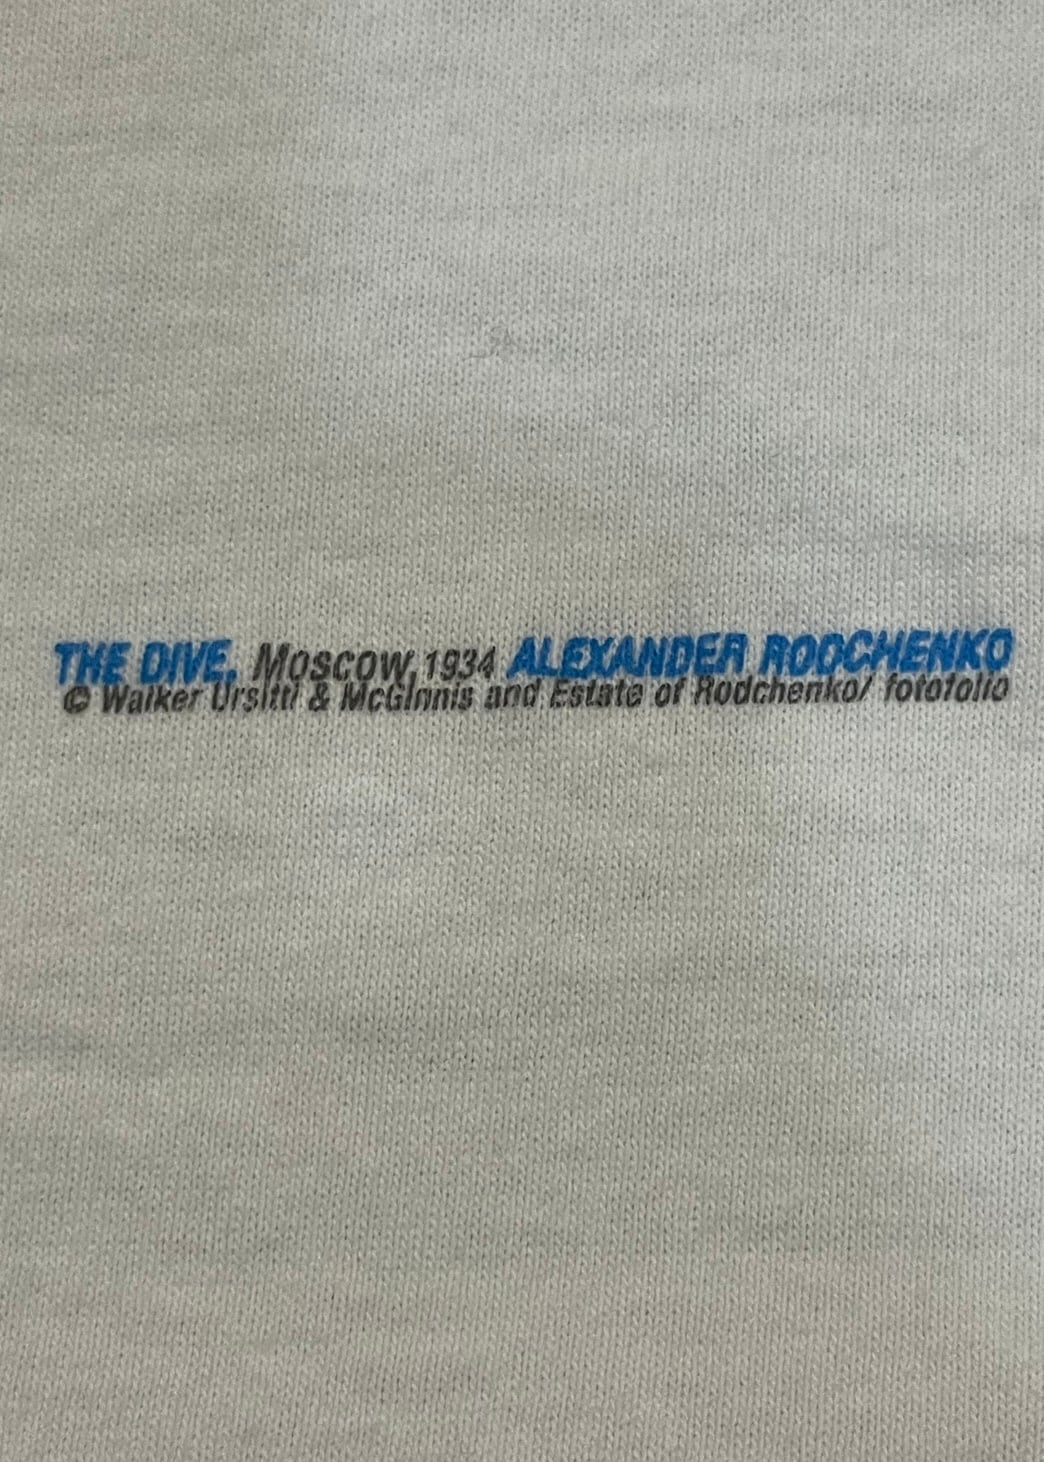 THE DIVE. Moscow, 1934 ALEXANDER RODCHENKO
© Walker Ursitti & McGinnis and Estate of Rodchenko/ fotofolio